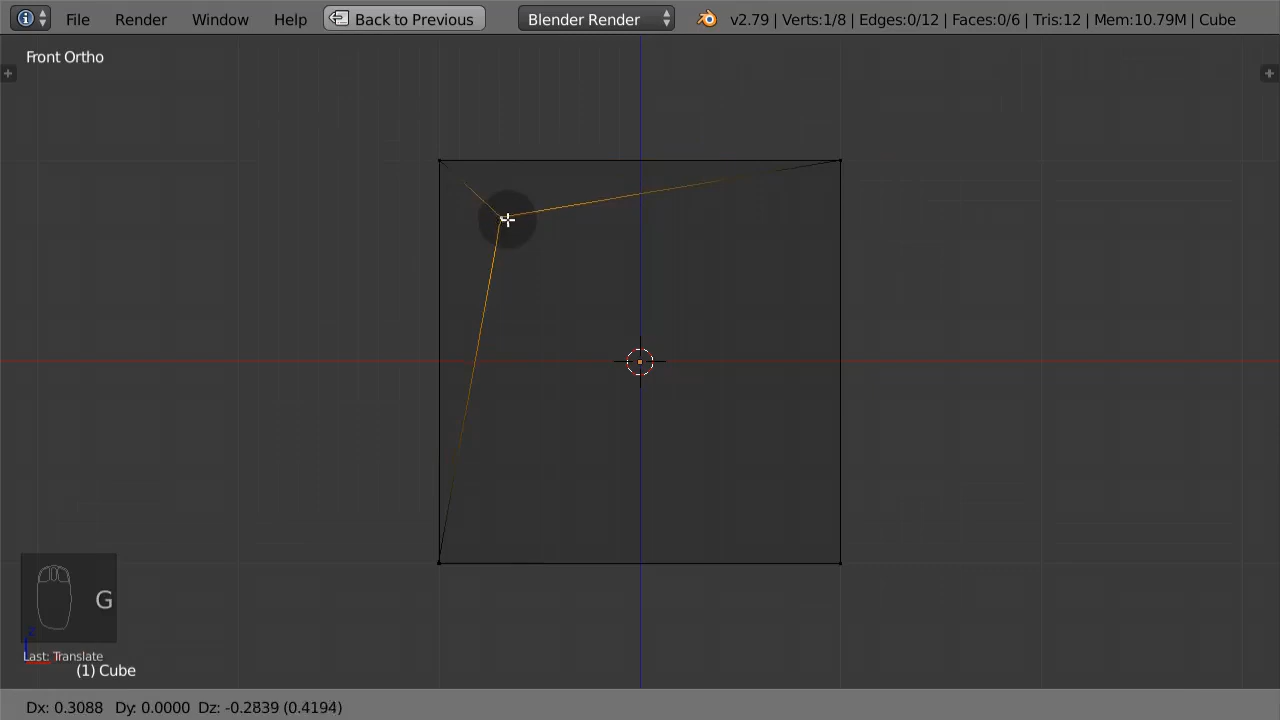 File Render Window Help Back to Previous Blender Render v2.79 | Verts:1/8 | Edges:0/12 | Faces:0/6 | Tris:12 | Mem:10.79M | Cube
Front Ortho
G
Last: Translate
(1) Cube
Dx: 0.3088 Dy: 0.0000 Dz: -0.2839 (0.4194)